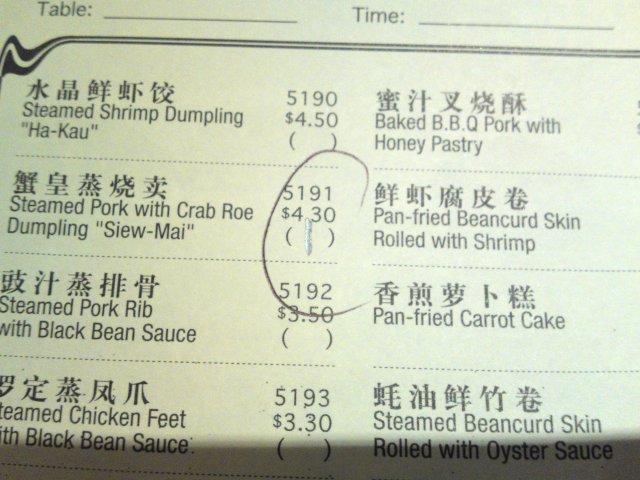 Table:
Time:
水晶鲜虾饺
Steamed Shrimp Dumpling
"Ha-Kau"
5190
$4.50
( )
蟹皇蒸烧卖
Steamed Pork with Crab Roe
Dumpling "Siew-Mai"
5191
$4.30
( | )
豉汁蒸排骨
Steamed Pork Rib
with Black Bean Sauce
5192
$3.50
( )
罗定蒸凤爪
teamed Chicken Feet
ith Black Bean Sauce
5193
$3.30
( )
蜜汁叉烧酥
Baked B.B.Q Pork with
Honey Pastry
鲜虾腐皮卷
Pan-fried Beancurd Skin
Rolled with Shrimp
香煎萝卜糕
Pan-fried Carrot Cake
蚝油鲜竹卷
Steamed Beancurd Skin
Rolled with Oyster Sauce